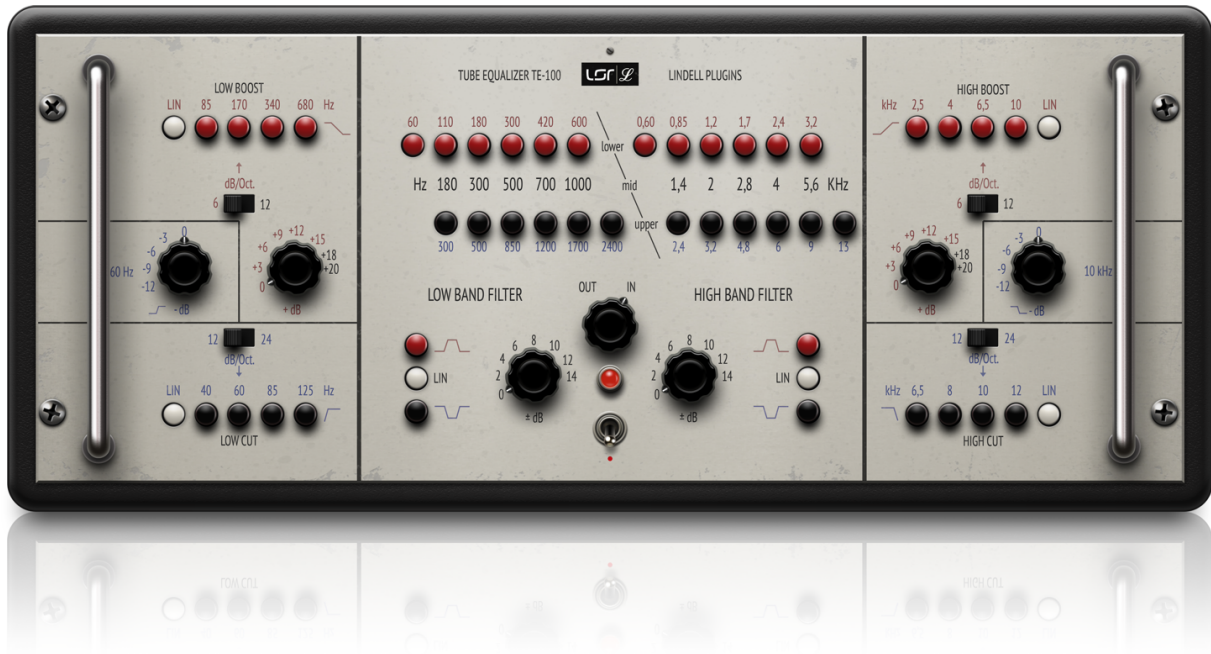 TUBE EQUALIZER TE-100 LSR L LINDELL PLUGINS
LOW BOOST
LIN 85 170 340 680 Hz
dB/Oct.
6 12
60 Hz
0 -3 -6 -9 -12
- dB
0 +3 +6 +9 +12 +15 +18 +20
+ dB
12 24
dB/Oct.
LIN 40 60 85 125 Hz
LOW CUT
60 110 180 300 420 600 lower 0,60 0,85 1,2 1,7 2,4 3,2
Hz 180 300 500 700 1000 mid 1,4 2 2,8 4 5,6 KHz
upper
300 500 850 1200 1700 2400 2,4 3,2 4,8 6 9 13
LOW BAND FILTER
OUT IN
HIGH BAND FILTER
LIN
0 2 4 6 8 10 12 14
± dB
0 2 4 6 8 10 12 14
± dB
LIN
HIGH BOOST
kHz 2,5 4 6,5 10 LIN
dB/Oct.
6 12
0 +3 +6 +9 +12 +15 +18 +20
+ dB
0 -3 -6 -9 -12
- dB
10 kHz
12 24
dB/Oct.
kHz 6,5 8 10 12 LIN
HIGH CUT